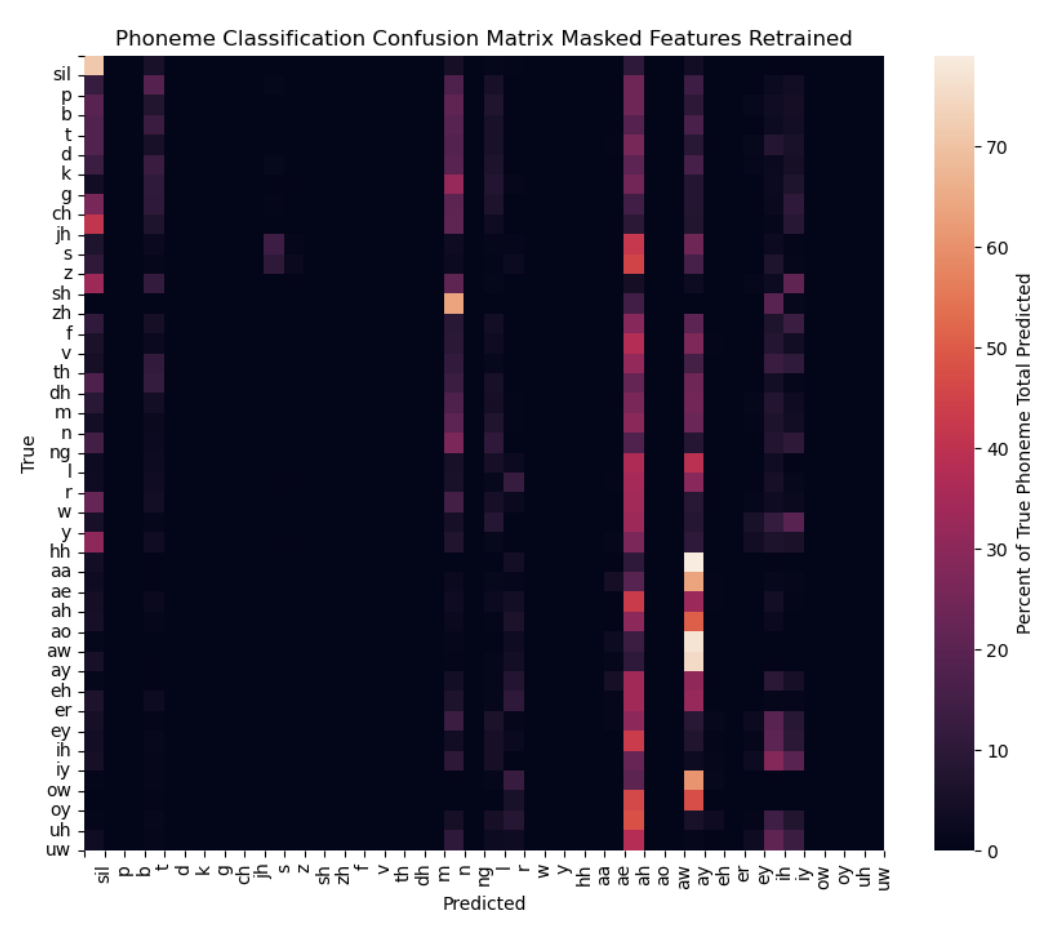 Phoneme Classification Confusion Matrix Masked Features Retrained
True
sil
p
b
t
d
k
g
ch
jh
s
z
sh
zh
f
v
th
dh
m
n
ng
l
r
w
y
hh
aa
ae
ah
ao
aw
ay
eh
er
ey
ih
iy
ow
oy
uh
uw
sil p b t d k g ch jh s z sh zh f v th dh m n ng l r w y hh aa ae ah ao aw ay eh er ey ih iy ow oy uh uw
Predicted
70
60
50
40
30
20
10
0
Percent of True Phoneme Total Predicted